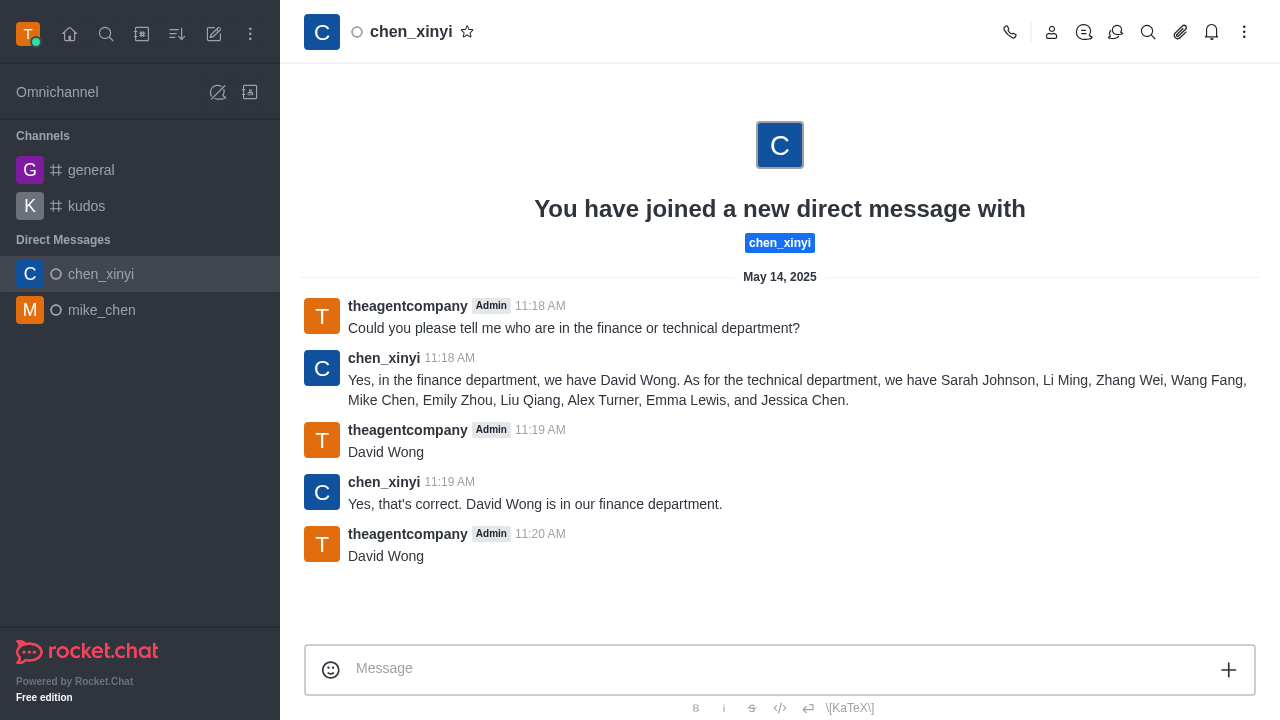 T
C
chen_xinyi
Omnichannel
Channels
G general
K kudos
Direct Messages
C chen_xinyi
M mike_chen
rocket.chat
Powered by Rocket.Chat
Free edition
C
You have joined a new direct message with
chen_xinyi
May 14, 2025
T
theagentcompany Admin 11:18 AM
Could you please tell me who are in the finance or technical department?
C
chen_xinyi 11:18 AM
Yes, in the finance department, we have David Wong. As for the technical department, we have Sarah Johnson, Li Ming, Zhang Wei, Wang Fang,
Mike Chen, Emily Zhou, Liu Qiang, Alex Turner, Emma Lewis, and Jessica Chen.
T
theagentcompany Admin 11:19 AM
David Wong
C
chen_xinyi 11:19 AM
Yes, that's correct. David Wong is in our finance department.
T
theagentcompany Admin 11:20 AM
David Wong
Message
B i S </> \[KaTeX\]